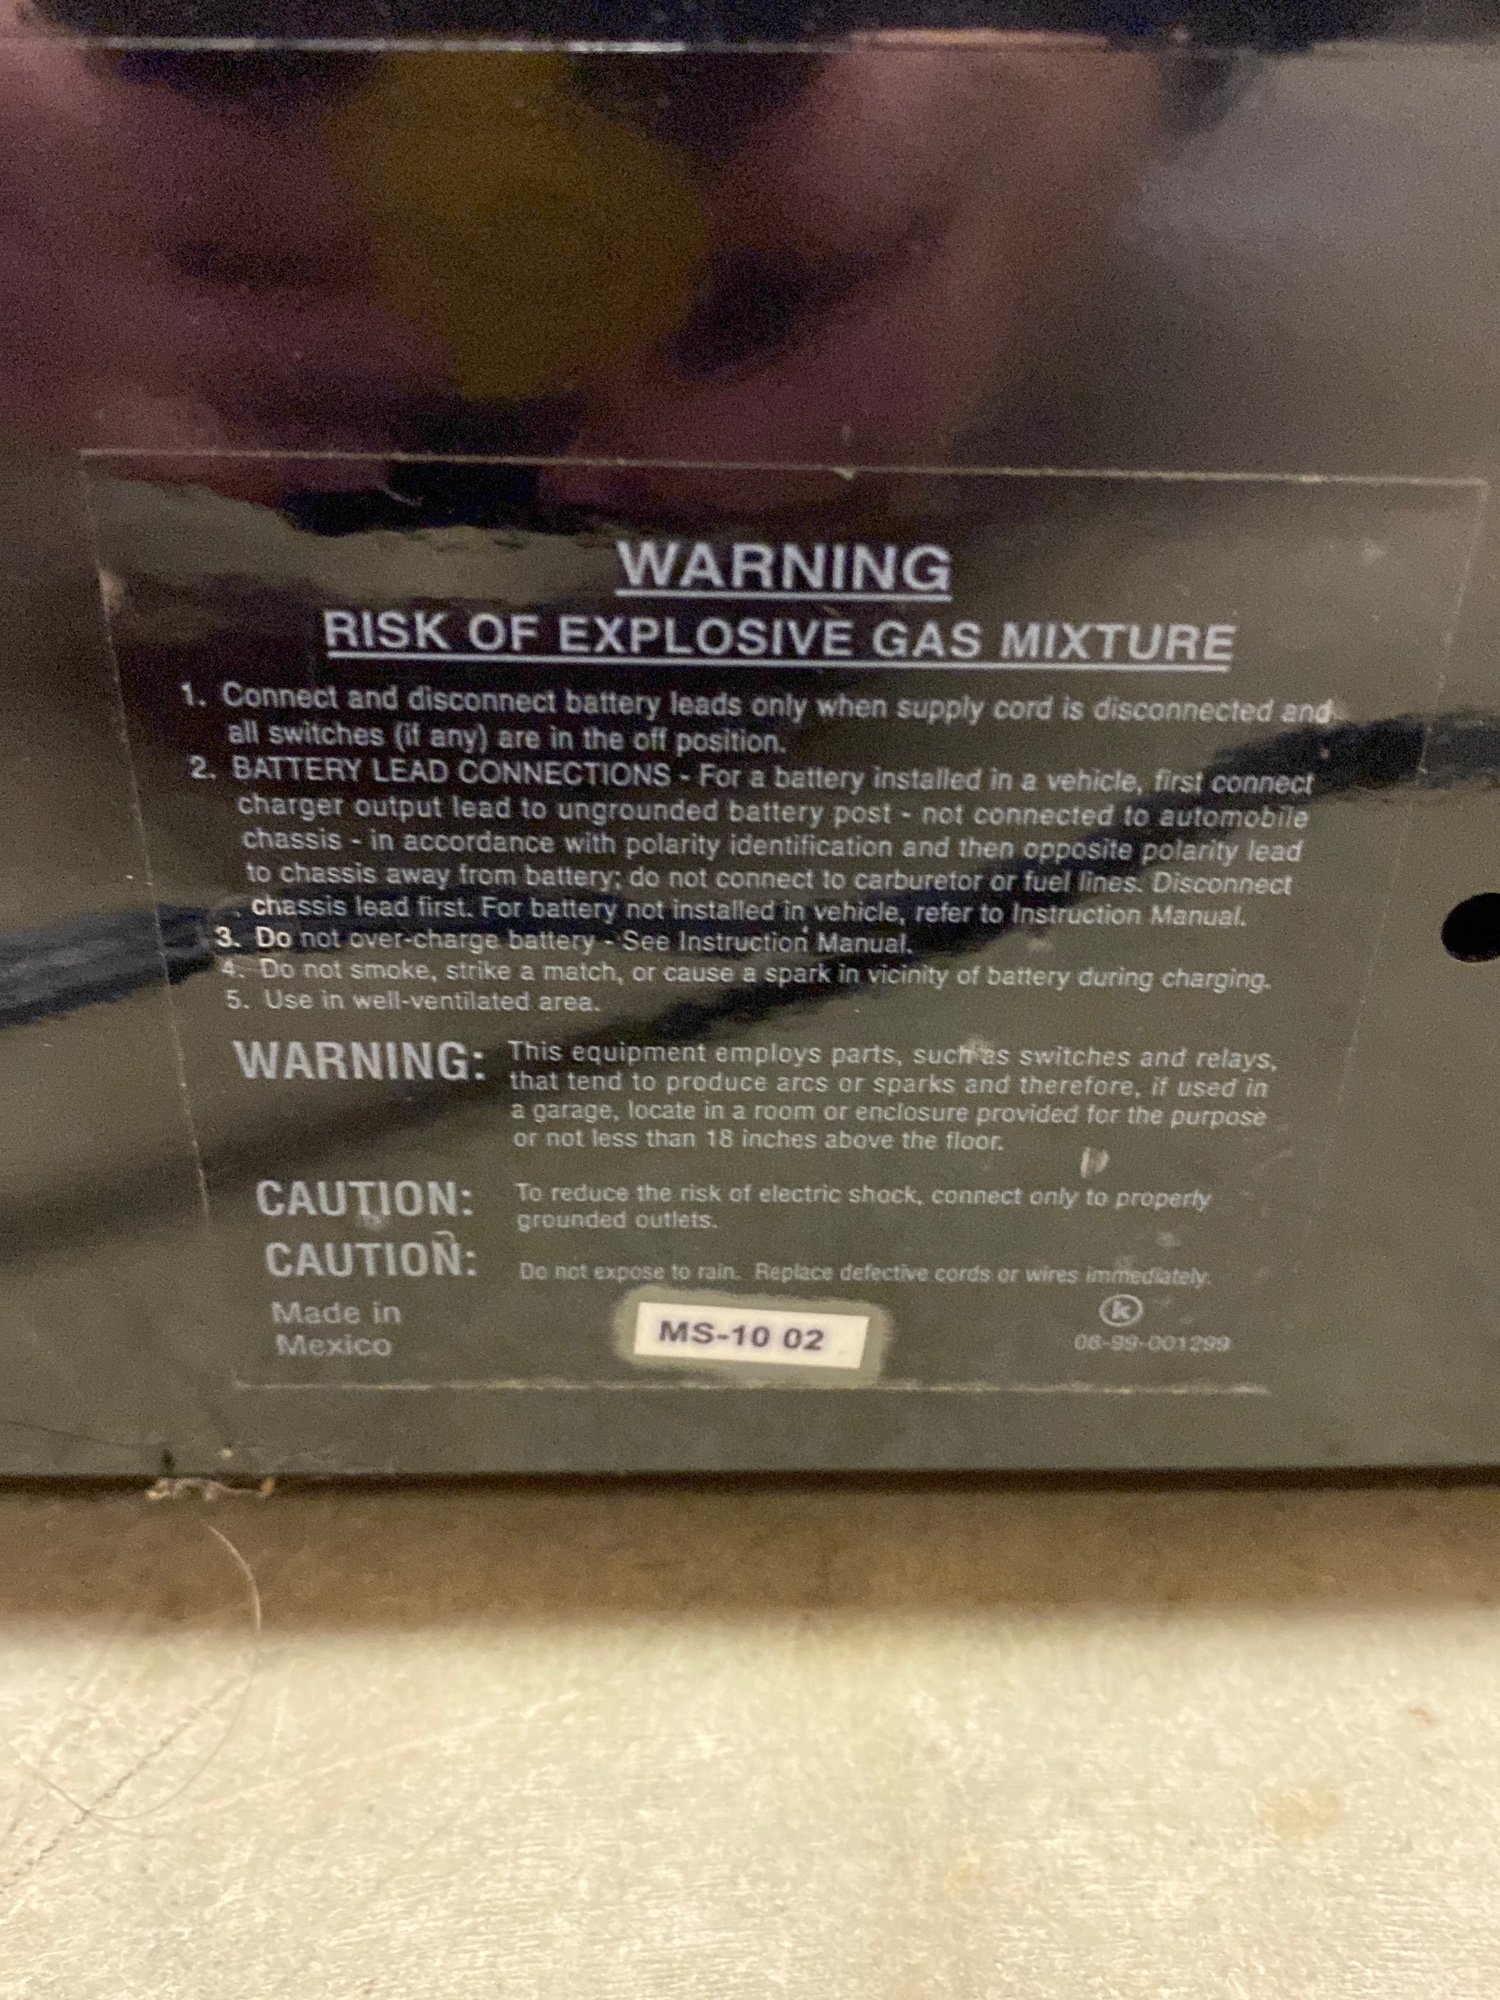 WARNING
RISK OF EXPLOSIVE GAS MIXTURE
1. Connect and disconnect battery leads only when supply cord is disconnected and
all switches (if any) are in the off position.
2. BATTERY LEAD CONNECTIONS - For a battery installed in a vehicle, first connect
charger output lead to ungrounded battery post - not connected to automobile
chassis - in accordance with polarity identification and then opposite polarity lead
to chassis away from battery; do not connect to carburetor or fuel lines. Disconnect
chassis lead first. For battery not installed in vehicle, refer to Instruction Manual.
3. Do not over-charge battery - See Instruction Manual.
4. Do not smoke, strike a match, or cause a spark in vicinity of battery during charging.
5. Use in well-ventilated area.
WARNING: This equipment employs parts, such as switches and relays,
that tend to produce arcs or sparks and therefore, if used in
a garage, locate in a room or enclosure provided for the purpose
or not less than 18 inches above the floor.
CAUTION: To reduce the risk of electric shock, connect only to properly
grounded outlets.
CAUTION: Do not expose to rain. Replace defective cords or wires immediately.
Made in
Mexico
MS-10 02
k
08-99-001299